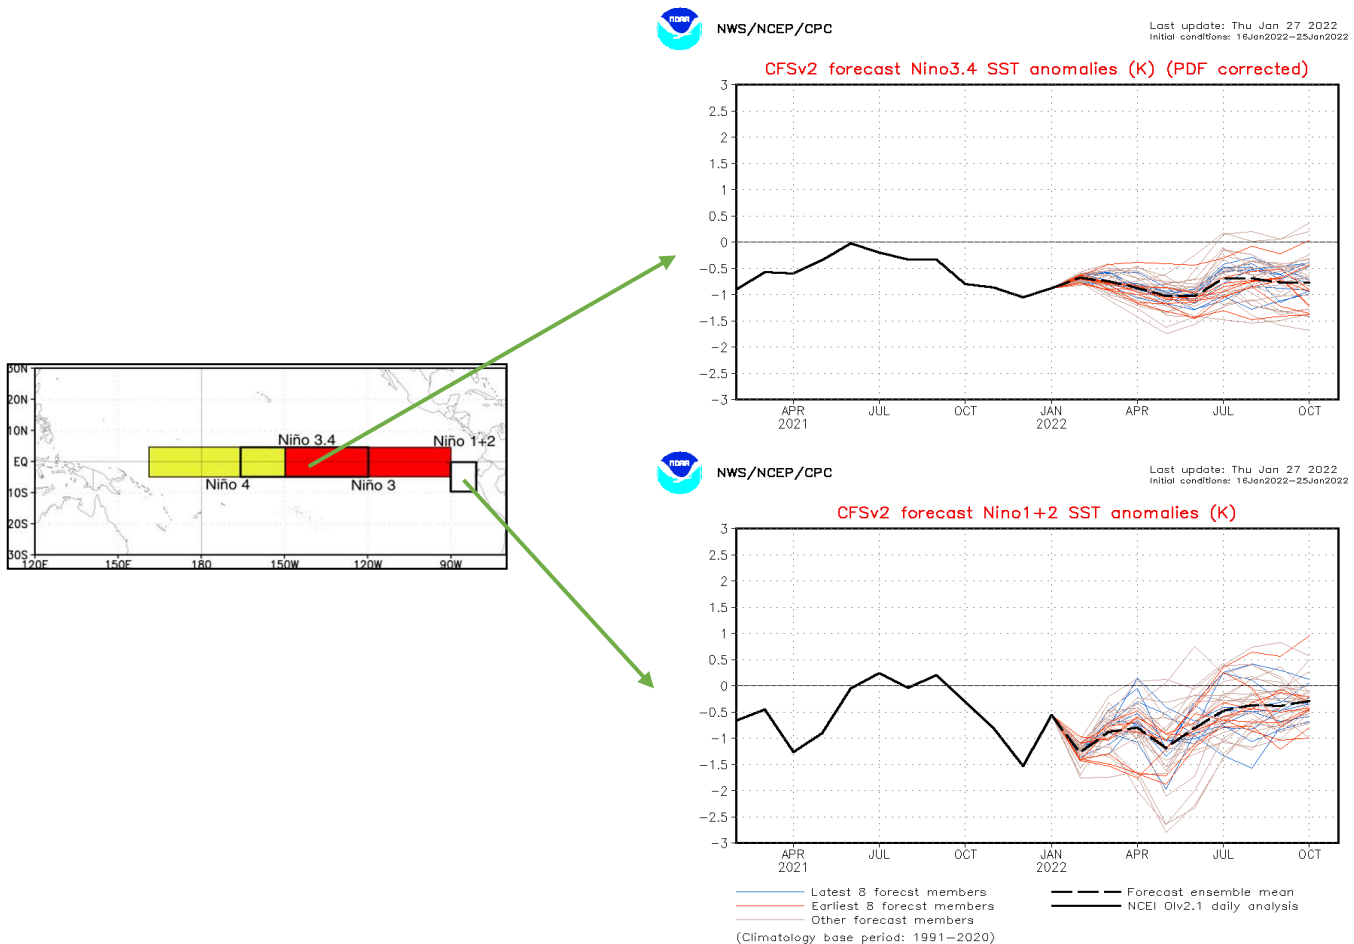 NOAA
NWS/NCEP/CPC
Last update: Thu Jan 27 2022
Initial conditions: 16Jan2022-25Jan2022
CFSv2 forecast Nino3.4 SST anomalies (K) (PDF corrected)
3
2.5
2
1.5
1
0.5
0
-0.5
-1
-1.5
-2
-2.5
-3
APR JUL OCT JAN APR JUL OCT
2021 2022
30N
20N
10N
EQ
10S
20S
30S
120E 150E 180 150W 120W 90W
Niño 3.4 Niño 1+2
Niño 4 Niño 3
NOAA
NWS/NCEP/CPC
Last update: Thu Jan 27 2022
Initial conditions: 16Jan2022-25Jan2022
CFSv2 forecast Nino1+2 SST anomalies (K)
3
2.5
2
1.5
1
0.5
0
-0.5
-1
-1.5
-2
-2.5
-3
APR JUL OCT JAN APR JUL OCT
2021 2022
Latest 8 forecst members
Earliest 8 forecst members
Other forecast members
Forecast ensemble mean
NCEI OIv2.1 daily analysis
(Climatology base period: 1991-2020)